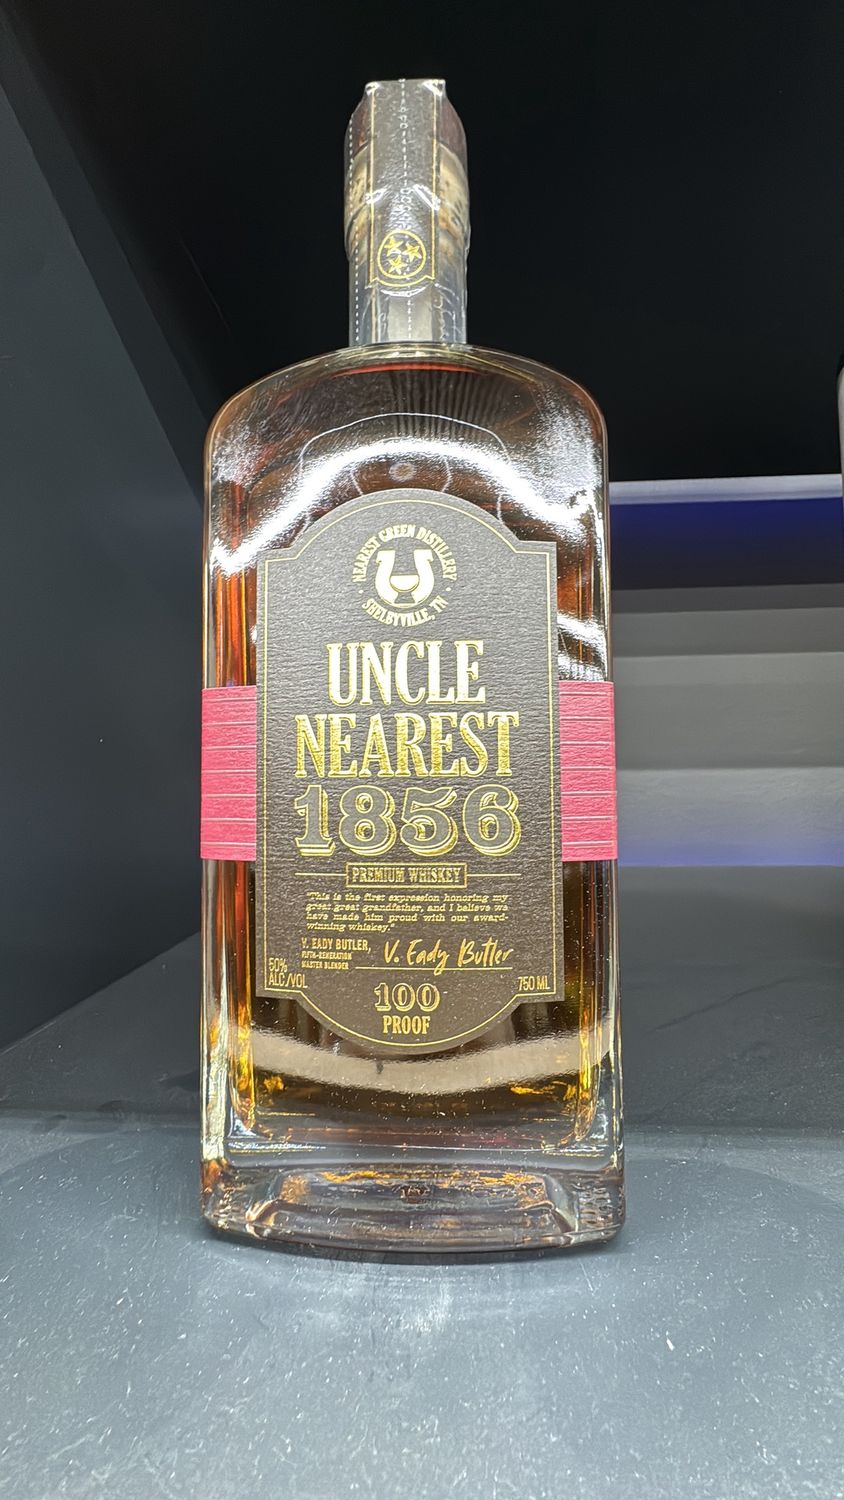 NEAREST GREEN DISTILLERY
• SHELBYVILLE, TN •
UNCLE
NEAREST
1856
PREMIUM WHISKEY
"This is the first expression honoring my
great great grandfather, and I believe we
have made him proud with our award-
winning whiskey."
V. EADY BUTLER,
FIFTH-GENERATION
MASTER BLENDER
V. Eady Butler
50%
ALC/VOL
750 ML
100
PROOF